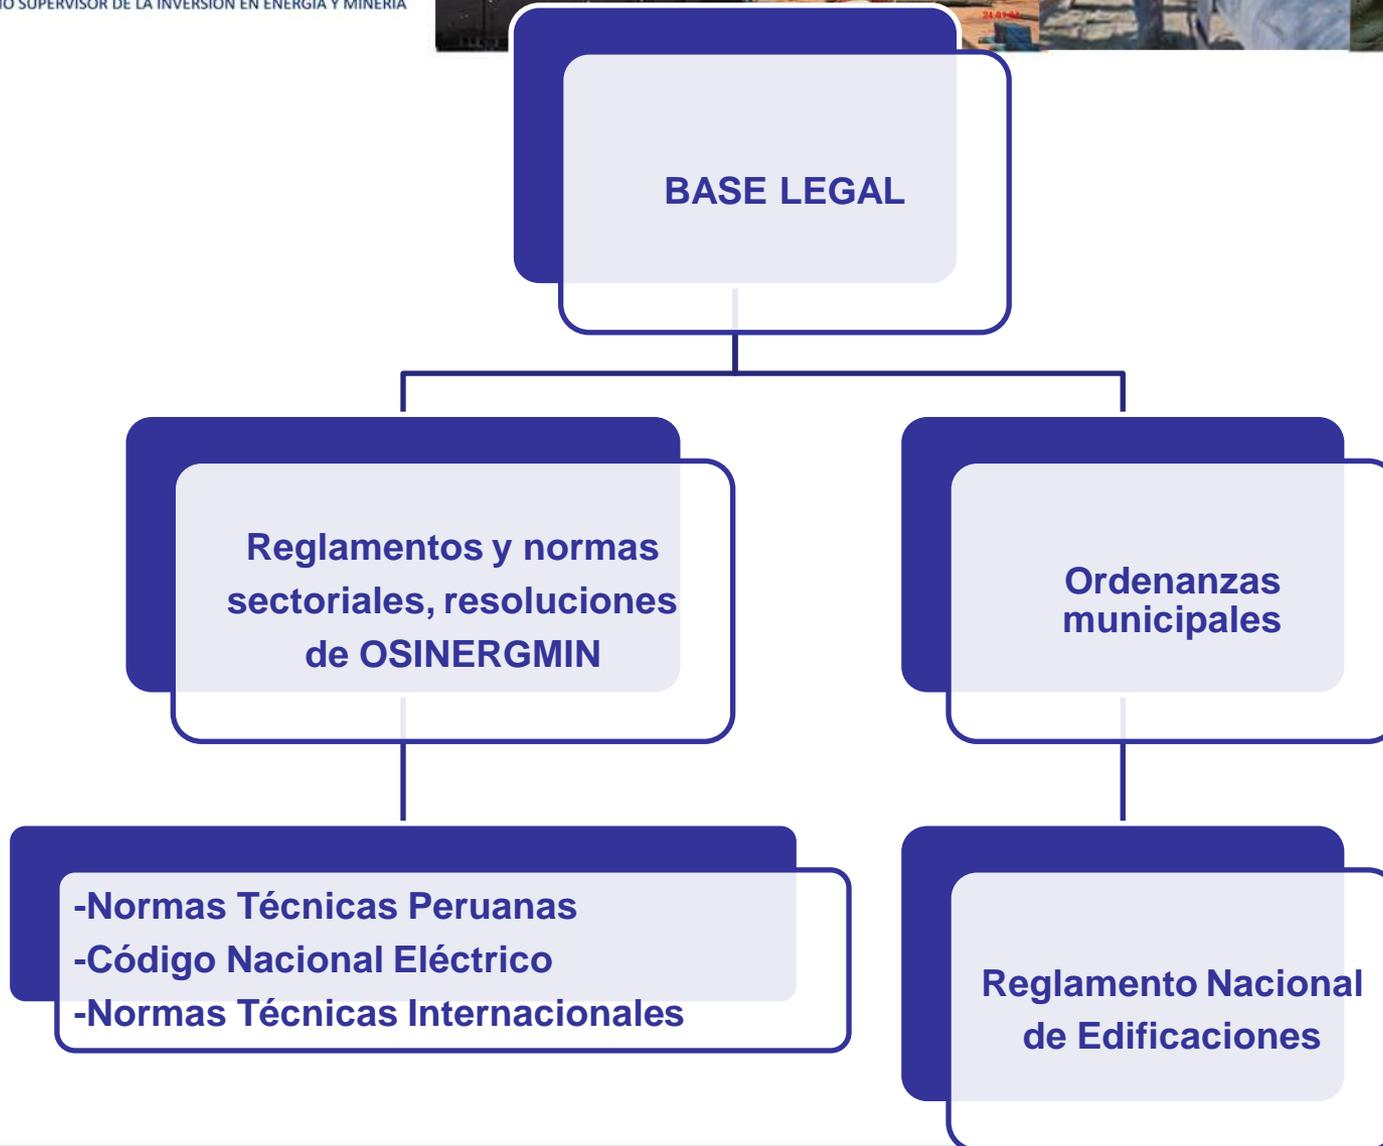 SUPERVISOR DE LA INVERSIÓN EN ENERGÍA Y MINERÍA
BASE LEGAL
Reglamentos y normas
sectoriales, resoluciones
de OSINERGMIN
Ordenanzas
municipales
-Normas Técnicas Peruanas
-Código Nacional Eléctrico
-Normas Técnicas Internacionales
Reglamento Nacional
de Edificaciones